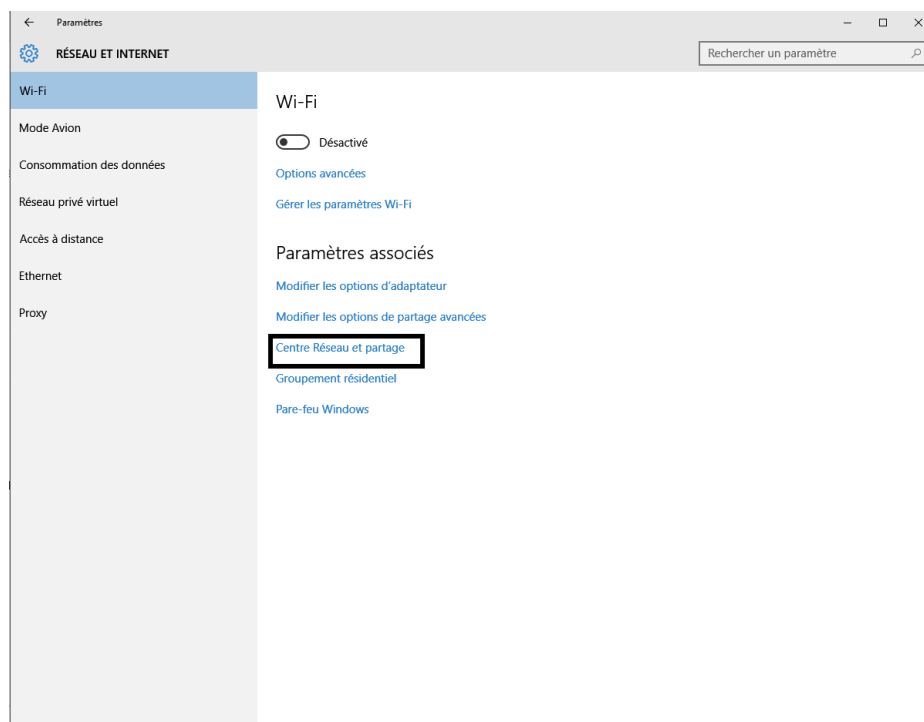 Paramètres
RÉSEAU ET INTERNET
Rechercher un paramètre
Wi-Fi
Mode Avion
Consommation des données
Réseau privé virtuel
Accès à distance
Ethernet
Proxy
Wi-Fi
Désactivé
Options avancées
Gérer les paramètres Wi-Fi
Paramètres associés
Modifier les options d'adaptateur
Modifier les options de partage avancées
Centre Réseau et partage
Groupement résidentiel
Pare-feu Windows